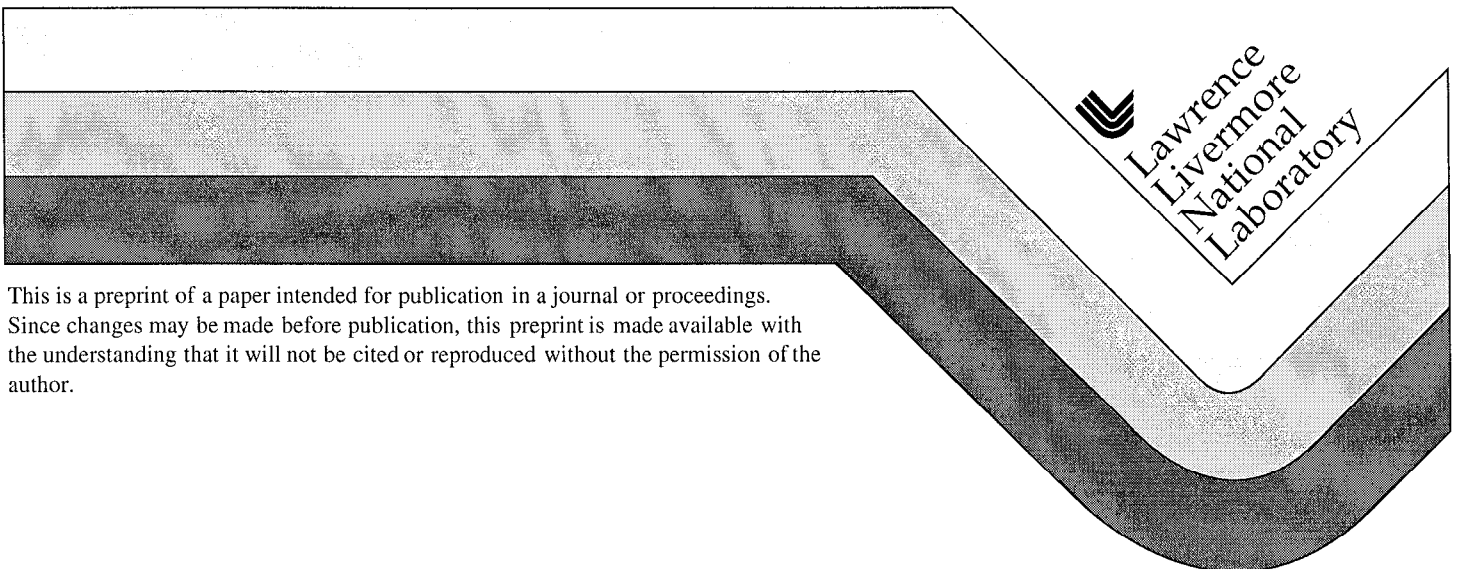 Lawrence
Livermore
National
Laboratory
This is a preprint of a paper intended for publication in a journal or proceedings.
Since changes may be made before publication, this preprint is made available with
the understanding that it will not be cited or reproduced without the permission of the
author.